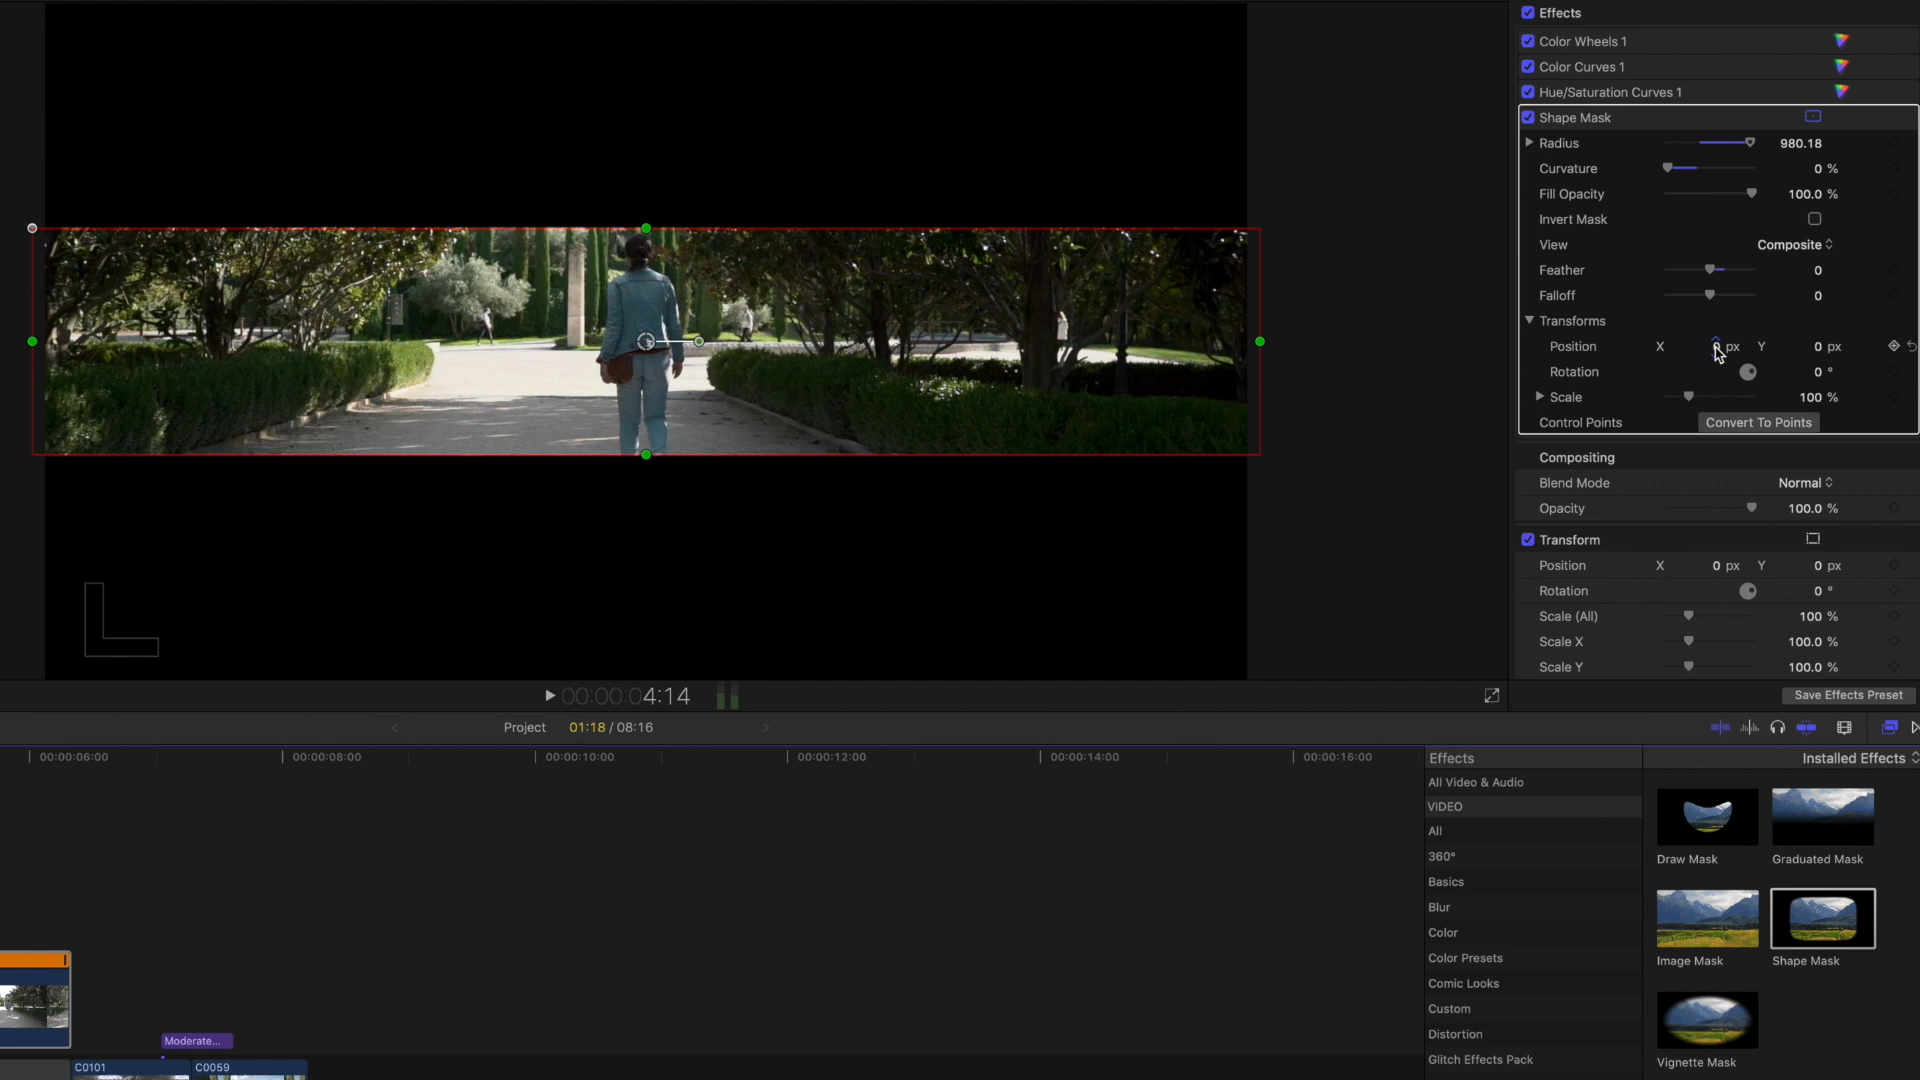 Effects
Color Wheels 1
Color Curves 1
Hue/Saturation Curves 1
Shape Mask
Radius 980.18
Curvature 0 %
Fill Opacity 100.0 %
Invert Mask
View Composite
Feather 0
Falloff 0
Transforms
Position X px Y 0 px
Rotation 0 °
Scale 100 %
Control Points Convert To Points
Compositing
Blend Mode Normal
Opacity 100.0 %
Transform
Position X 0 px Y 0 px
Rotation 0 °
Scale (All) 100 %
Scale X 100.0 %
Scale Y 100.0 %
Save Effects Preset
00:00:04:14
Project 01:18 / 08:16
00:00:06:00 00:00:08:00 00:00:10:00 00:00:12:00 00:00:14:00 00:00:16:00
Effects
Installed Effects
All Video & Audio
VIDEO
All
360°
Basics
Blur
Color
Color Presets
Comic Looks
Custom
Distortion
Glitch Effects Pack
Draw Mask
Graduated Mask
Image Mask
Shape Mask
Vignette Mask
Moderate...
C0101
C0059